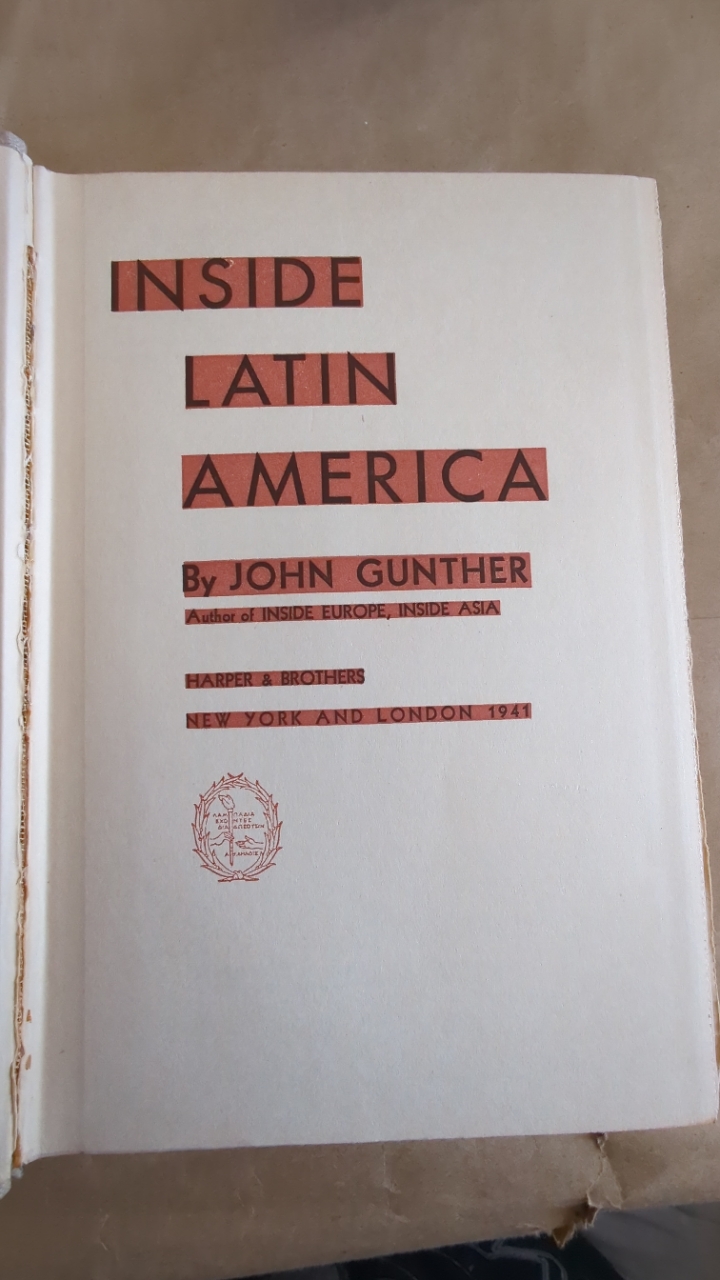 INSIDE
LATIN
AMERICA
By JOHN GUNTHER
Author of INSIDE EUROPE, INSIDE ASIA
HARPER & BROTHERS
NEW YORK AND LONDON 1941